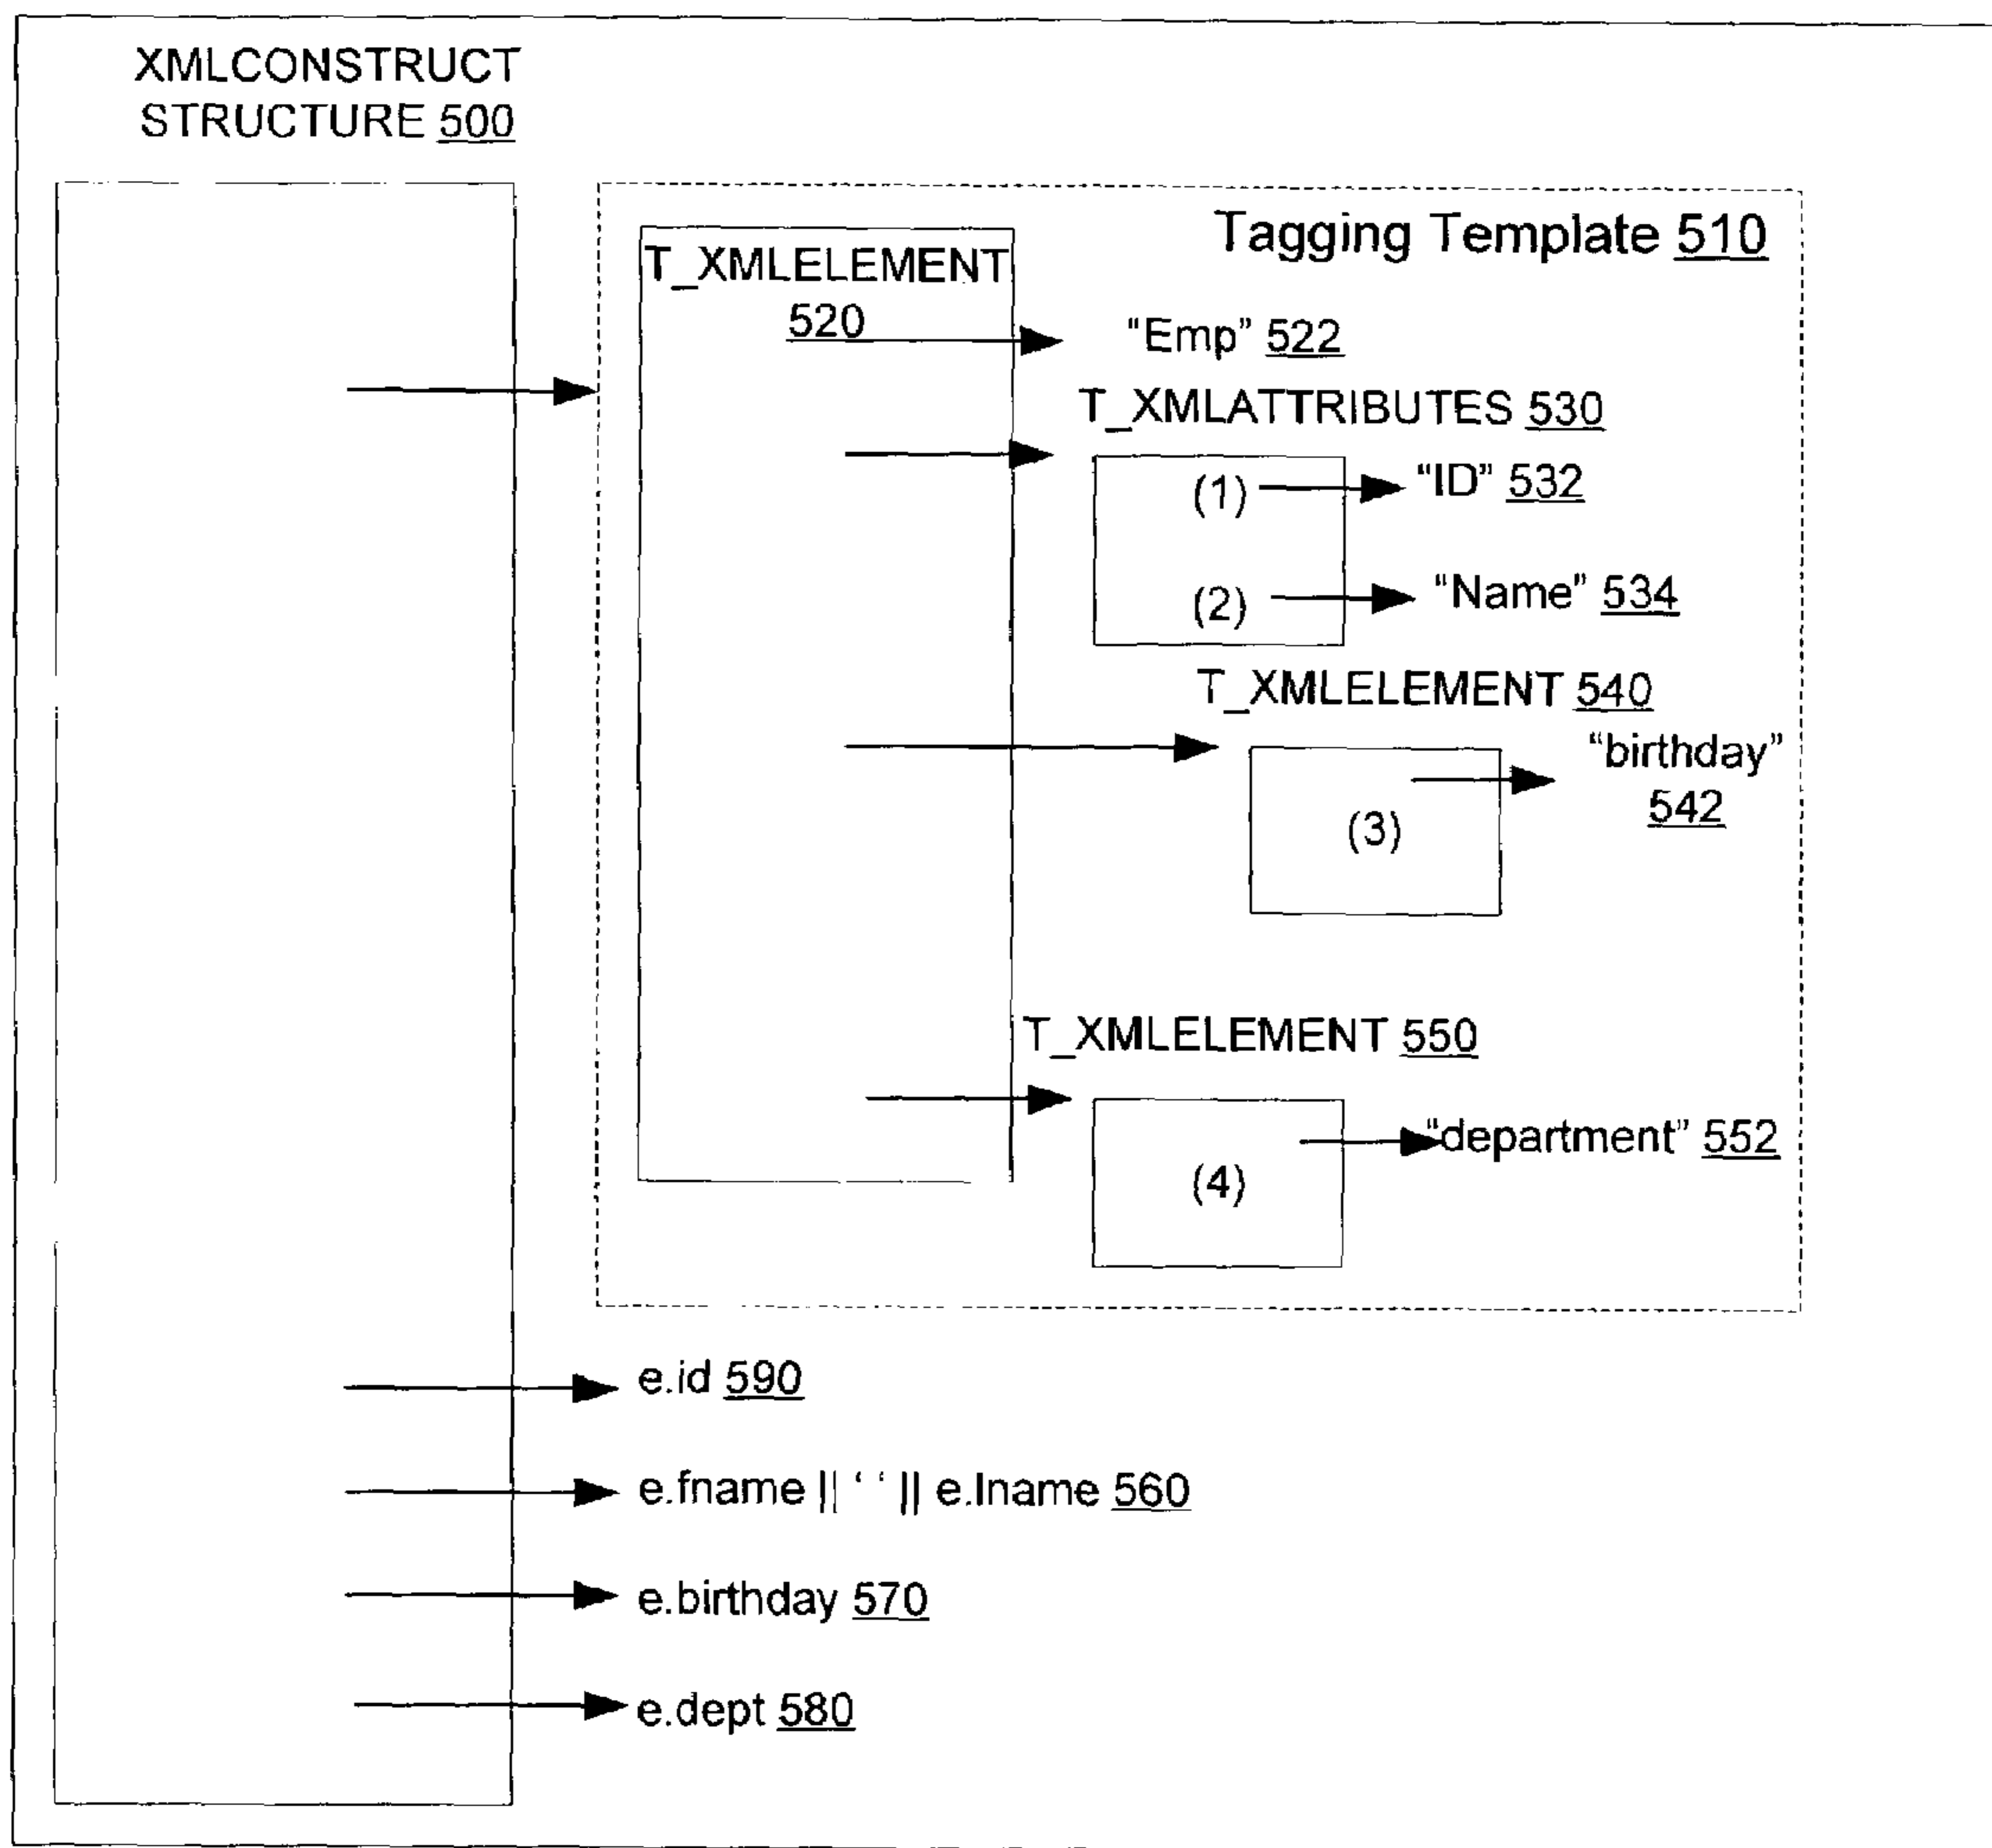 XMLCONSTRUCT
STRUCTURE 500
Tagging Template 510
T_XMLELEMENT
520
“Emp” 522
T_XMLATTRIBUTES 530
(1)
“ID” 532
(2)
“Name” 534
T_XMLELEMENT 540
“birthday”
542
(3)
T_XMLELEMENT 550
“department” 552
(4)
e.id 590
e.fname || ‘ ‘ || e.lname 560
e.birthday 570
e.dept 580